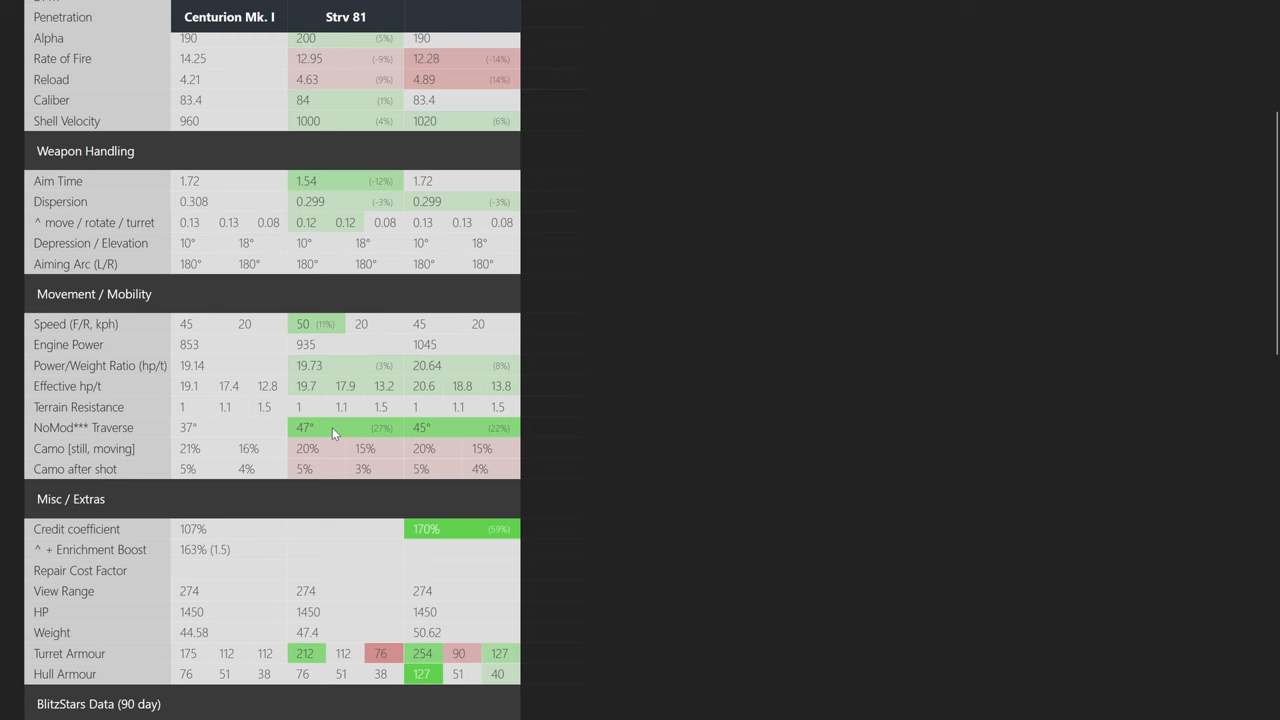 Penetration Centurion Mk. I Strv 81
Alpha 190 200 (5%) 190
Rate of Fire 14.25 12.95 (-9%) 12.28 (-14%)
Reload 4.21 4.63 (9%) 4.89 (14%)
Caliber 83.4 84 (1%) 83.4
Shell Velocity 960 1000 (4%) 1020 (6%)
Weapon Handling
Aim Time 1.72 1.54 (-12%) 1.72
Dispersion 0.308 0.299 (-3%) 0.299 (-3%)
^ move / rotate / turret 0.13 0.13 0.08 0.12 0.12 0.08 0.13 0.13 0.08
Depression / Elevation 10° 18° 10° 18° 10° 18°
Aiming Arc (L/R) 180° 180° 180° 180° 180° 180°
Movement / Mobility
Speed (F/R, kph) 45 20 50 (11%) 20 45 20
Engine Power 853 935 1045
Power/Weight Ratio (hp/t) 19.14 19.73 (3%) 20.64 (8%)
Effective hp/t 19.1 17.4 12.8 19.7 17.9 13.2 20.6 18.8 13.8
Terrain Resistance 1 1.1 1.5 1 1.1 1.5 1 1.1 1.5
NoMod*** Traverse 37° 47° (27%) 45° (22%)
Camo [still, moving] 21% 16% 20% 15% 20% 15%
Camo after shot 5% 4% 5% 3% 5% 4%
Misc / Extras
Credit coefficient 107% 170% (59%)
^ + Enrichment Boost 163% (1.5)
Repair Cost Factor
View Range 274 274 274
HP 1450 1450 1450
Weight 44.58 47.4 50.62
Turret Armour 175 112 112 212 112 76 254 90 127
Hull Armour 76 51 38 76 51 38 127 51 40
BlitzStars Data (90 day)